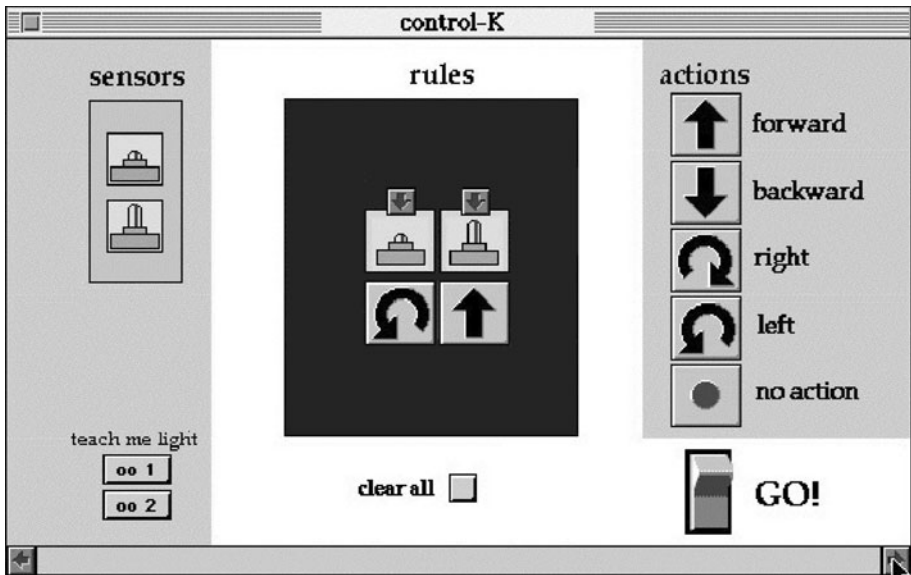 control-K
sensors
rules
actions
forward
backward
right
left
no action
teach me light
oo 1
oo 2
clear all
GO!